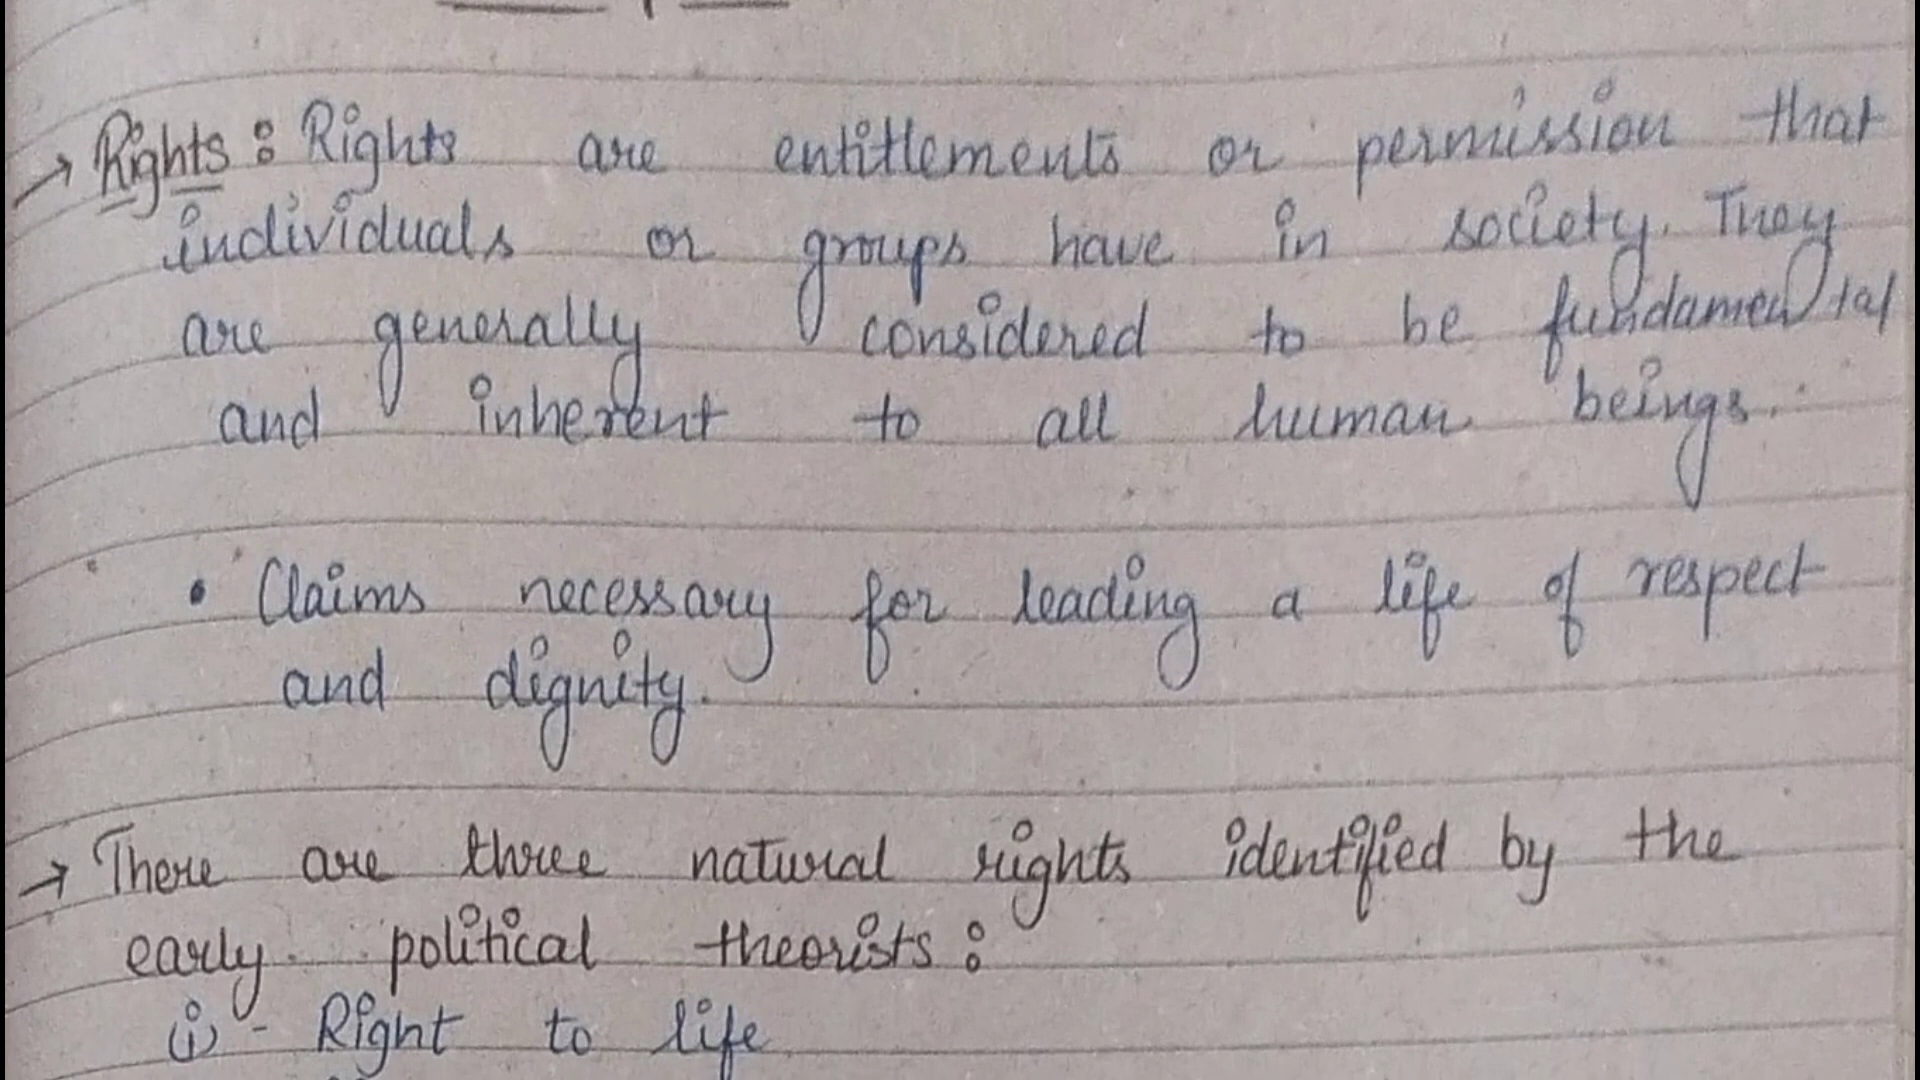 → Rights : Rights are entitlements or permission that
individuals or groups have in society. They
are generally considered to be fundamental
and inherent to all human beings.
• Claims necessary for leading a life of respect
and dignity.
→ There are three natural rights identified by the
early political theorists :
(i) - Right to life